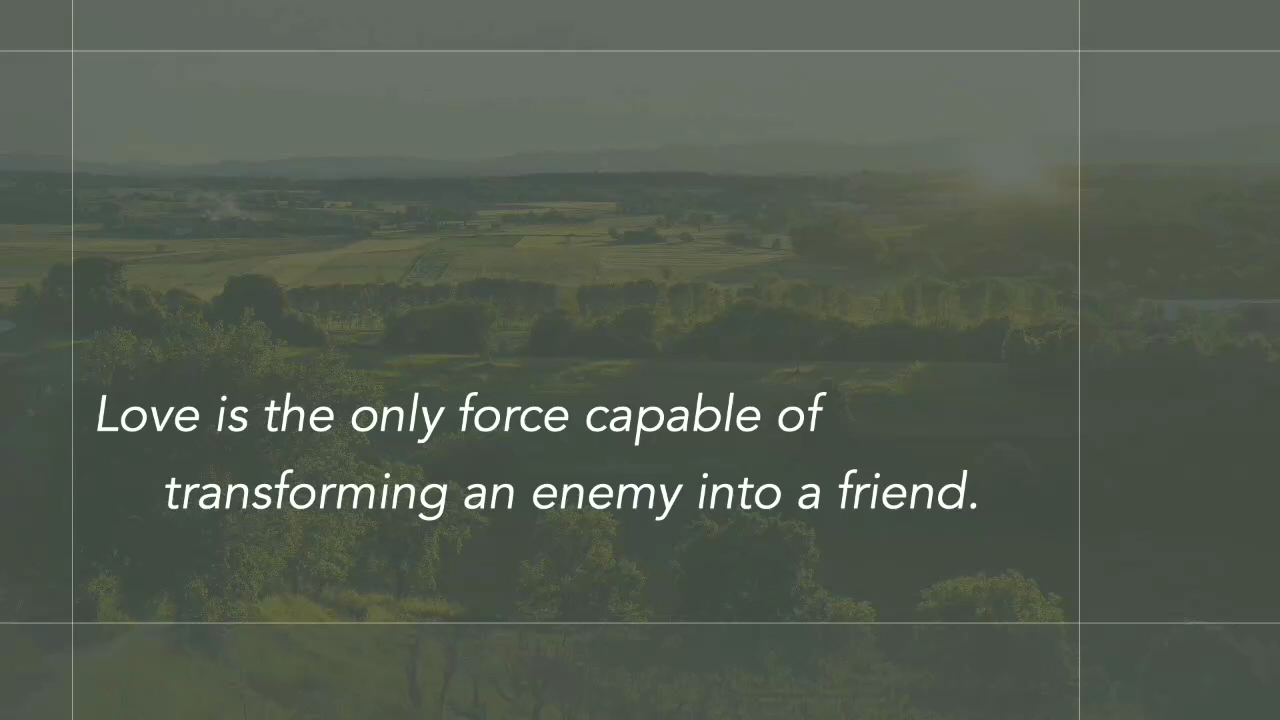 Love is the only force capable of
transforming an enemy into a friend.